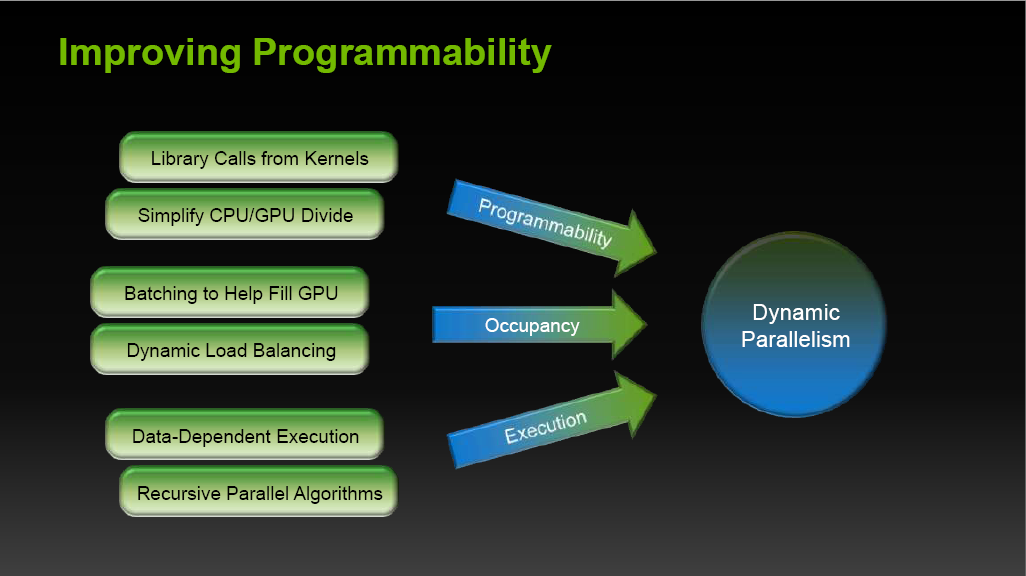 Improving Programmability
Library Calls from Kernels
Simplify CPU/GPU Divide
Batching to Help Fill GPU
Dynamic Load Balancing
Data-Dependent Execution
Recursive Parallel Algorithms
Programmability
Occupancy
Execution
Dynamic
Parallelism